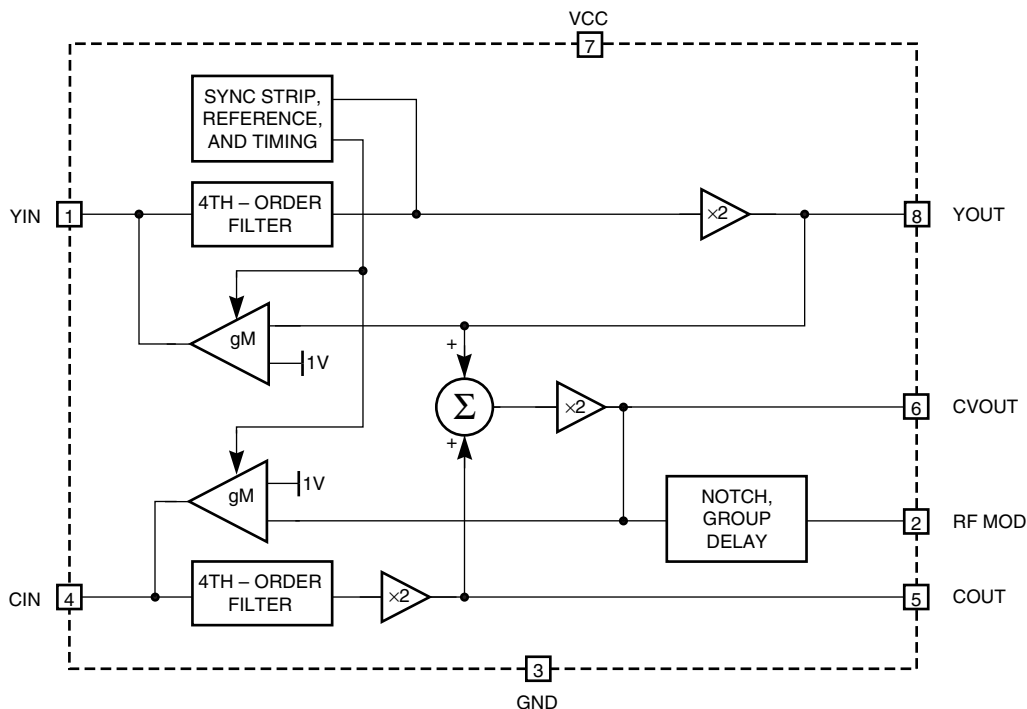 VCC
7
SYNC STRIP,
REFERENCE,
AND TIMING
YIN
1
4TH – ORDER
FILTER
×2
8
YOUT
gM
1V
+
Σ
×2
6
CVOUT
+
gM
1V
NOTCH,
GROUP
DELAY
2
RF MOD
CIN
4
4TH – ORDER
FILTER
×2
5
COUT
3
GND